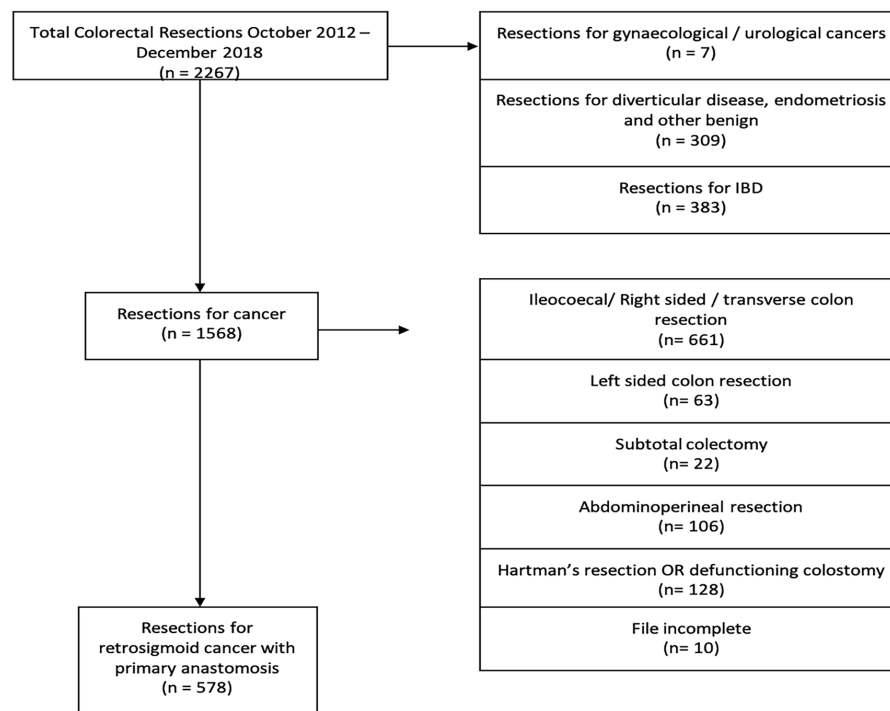 Total Colorectal Resections October 2012 –
December 2018
(n = 2267)
Resections for gynaecological / urological cancers
(n = 7)
Resections for diverticular disease, endometriosis
and other benign
(n = 309)
Resections for IBD
(n = 383)
Resections for cancer
(n = 1568)
Ileocoecal/ Right sided / transverse colon
resection
(n= 661)
Left sided colon resection
(n= 63)
Subtotal colectomy
(n= 22)
Abdominoperineal resection
(n= 106)
Hartman’s resection OR defunctioning colostomy
(n= 128)
File incomplete
(n= 10)
Resections for
retrosigmoid cancer with
primary anastomosis
(n = 578)